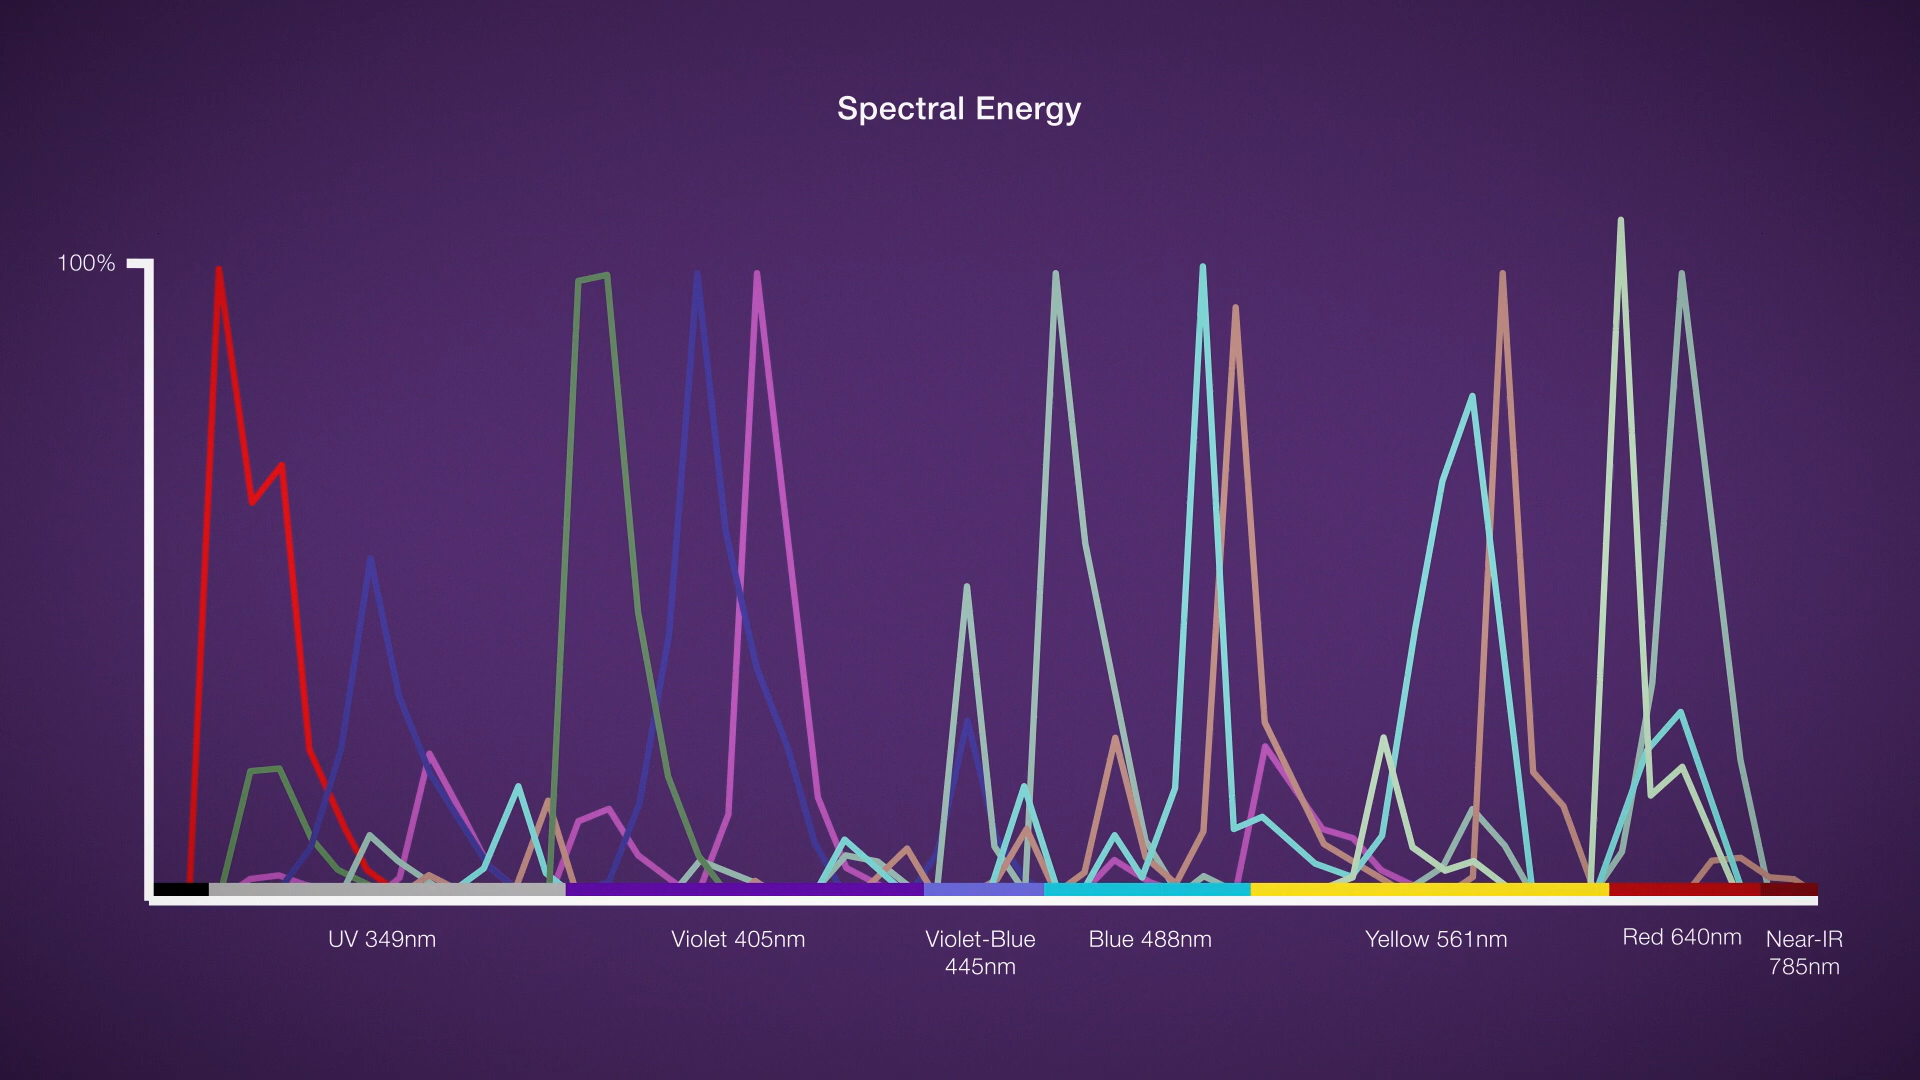 Spectral Energy
100%
UV 349nm
Violet 405nm
Violet-Blue
445nm
Blue 488nm
Yellow 561nm
Red 640nm
Near-IR
785nm